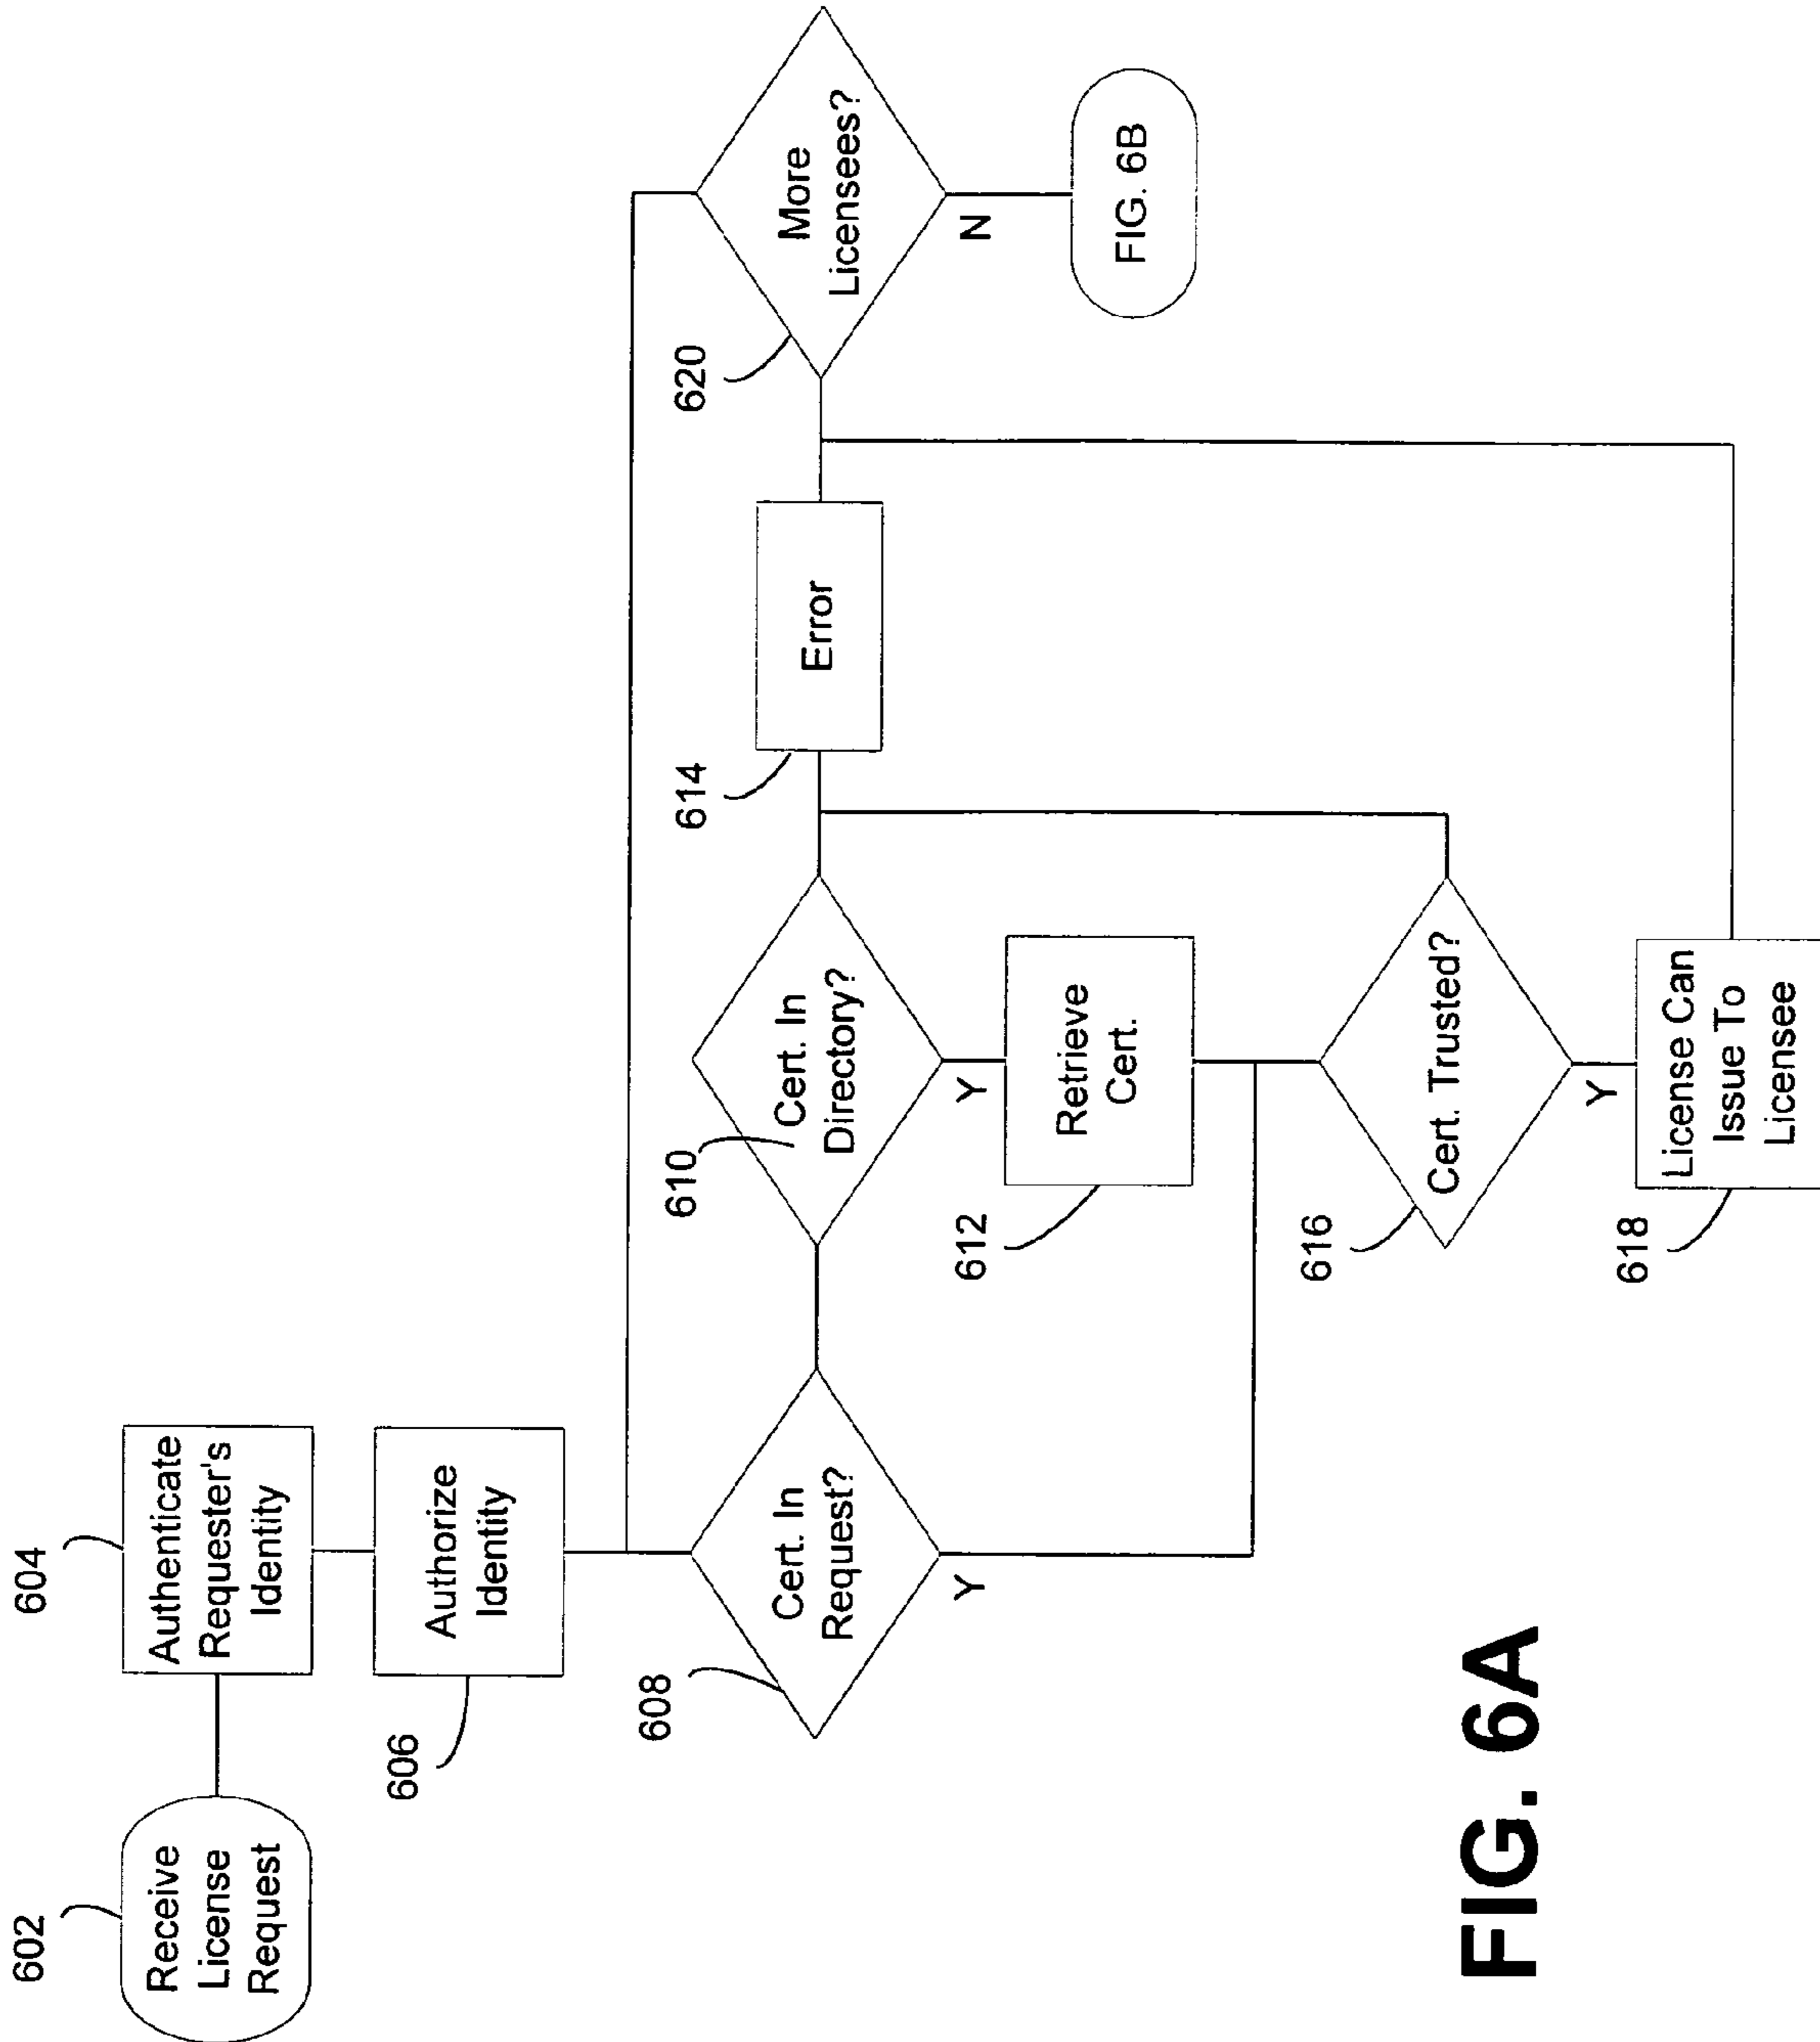 602
Receive
License
Request
604
Authenticate
Requester's
Identity
606
Authorize
Identity
608
Cert. In
Request?
Y
610
Cert. In
Directory?
Y
612
Retrieve
Cert.
614
Error
616
Cert. Trusted?
Y
618
License Can
Issue To
Licensee
620
More
Licensees?
N
FIG. 6B
FIG. 6A